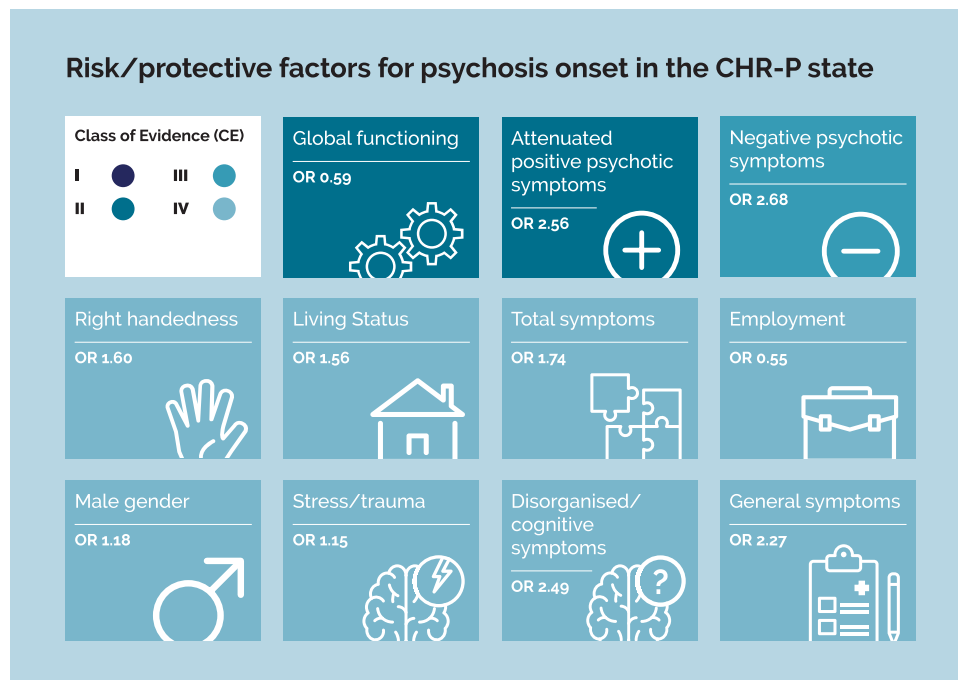 Risk/protective factors for psychosis onset in the CHR-P state
Class of Evidence (CE)
I
III
II
IV
Global functioning
OR 0.59
Attenuated
positive psychotic
symptoms
OR 2.56
Negative psychotic
symptoms
OR 2.68
Right handedness
OR 1.60
Living Status
OR 1.56
Total symptoms
OR 1.74
Employment
OR 0.55
Male gender
OR 1.18
Stress/trauma
OR 1.15
Disorganised/
cognitive
symptoms
OR 2.49
?
General symptoms
OR 2.27